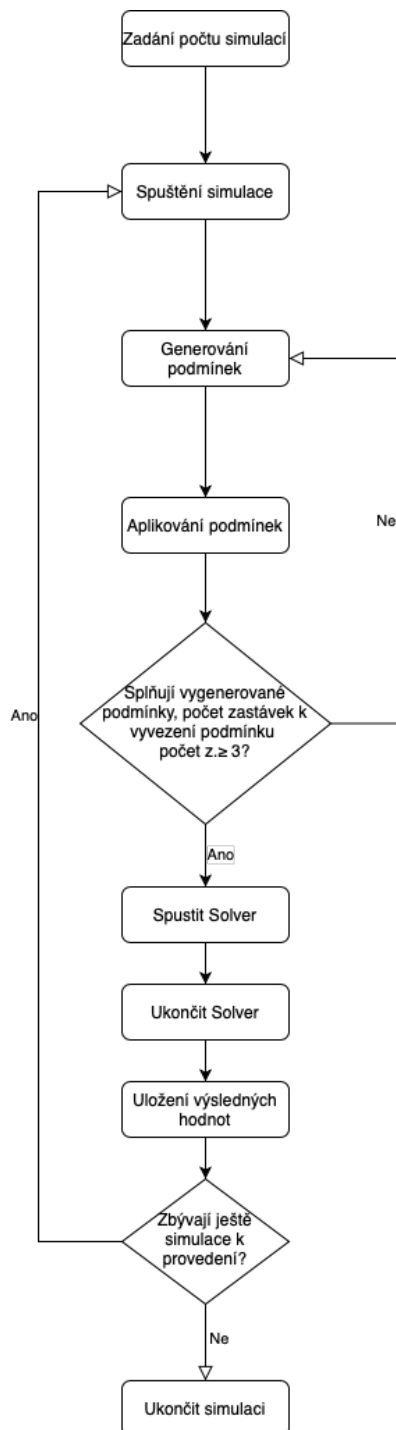 Zadání počtu simulací
Spuštění simulace
Generování
podmínek
Aplikování podmínek
Ne
Splňují vygenerované
podmínky, počet zastávek k
vyvezení podmínku
počet z.≥ 3?
Ano
Ano
Spustit Solver
Ukončit Solver
Uložení výsledných
hodnot
Zbývají ještě
simulace k
provedení?
Ne
Ukončit simulaci